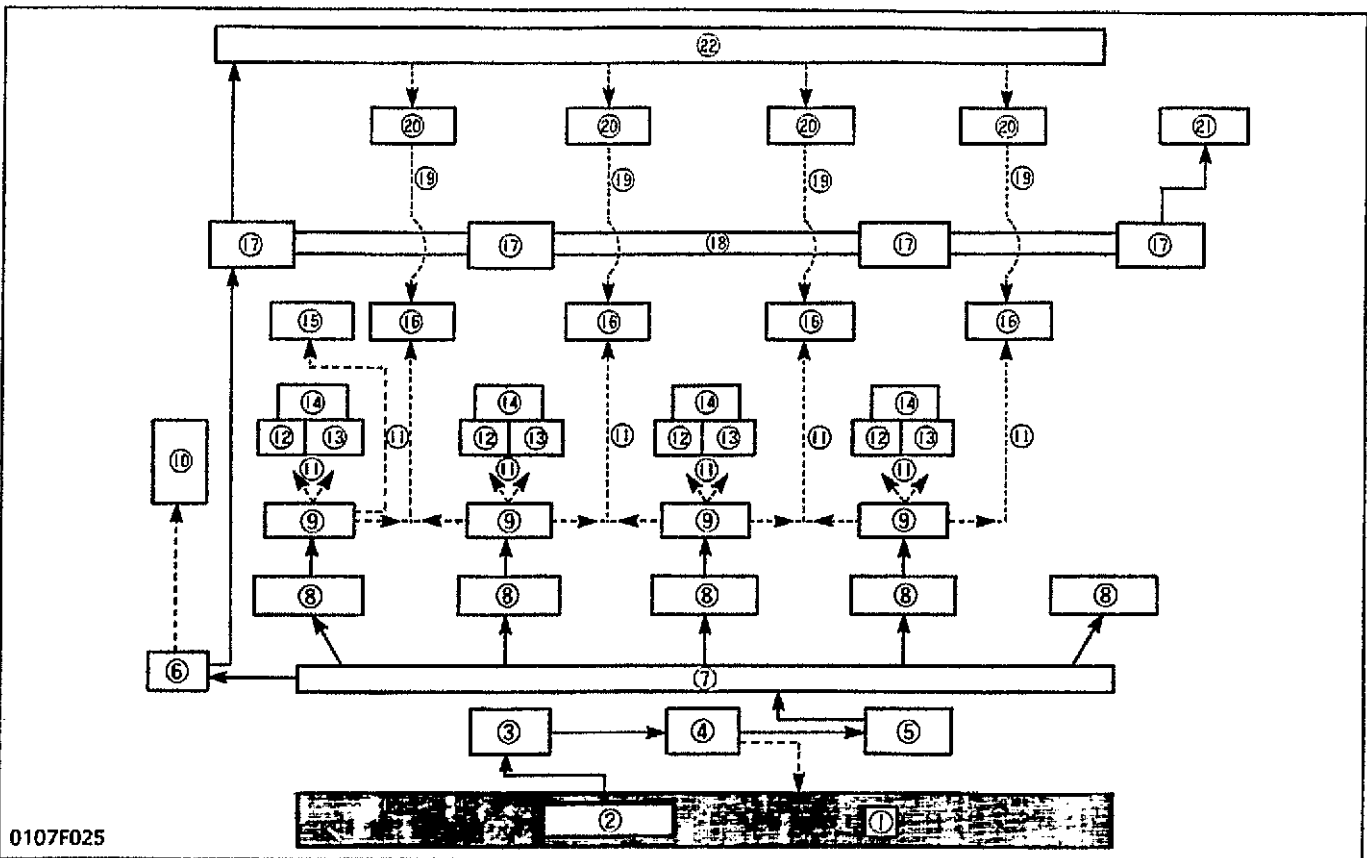 ㉒
⑳ ⑳ ⑳ ⑳ ㉑
⑲ ⑲ ⑲ ⑲
⑰ ⑰ ⑱ ⑰ ⑰
⑮ ⑯ ⑯ ⑯ ⑯
⑭ ⑭ ⑭ ⑭
⑩ ⑫ ⑬ ⑪ ⑫ ⑬ ⑪ ⑫ ⑬ ⑪ ⑫ ⑬ ⑪
⑪ ⑪ ⑪ ⑪
⑨ ⑨ ⑨ ⑨
⑧ ⑧ ⑧ ⑧ ⑧
⑥ ⑦
③ ④ ⑤
② ①
0107F025